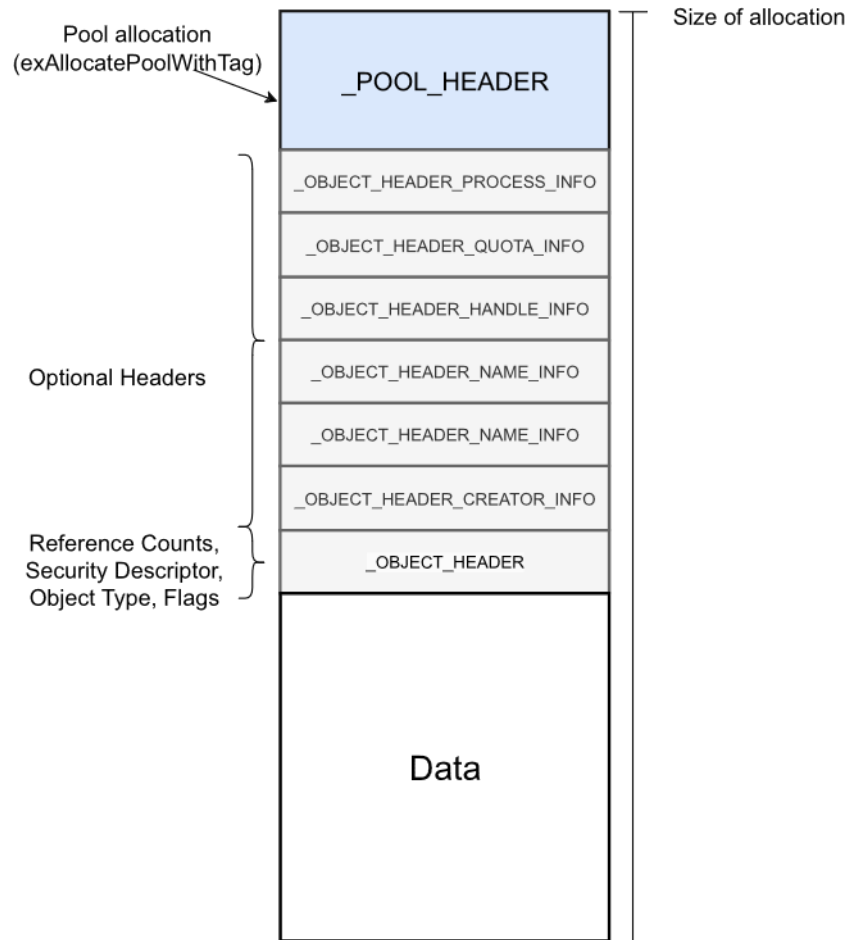 Size of allocation
Pool allocation
(exAllocatePoolWithTag)
_POOL_HEADER
_OBJECT_HEADER_PROCESS_INFO
_OBJECT_HEADER_QUOTA_INFO
_OBJECT_HEADER_HANDLE_INFO
Optional Headers
_OBJECT_HEADER_NAME_INFO
_OBJECT_HEADER_NAME_INFO
_OBJECT_HEADER_CREATOR_INFO
Reference Counts,
Security Descriptor,
Object Type, Flags
_OBJECT_HEADER
Data